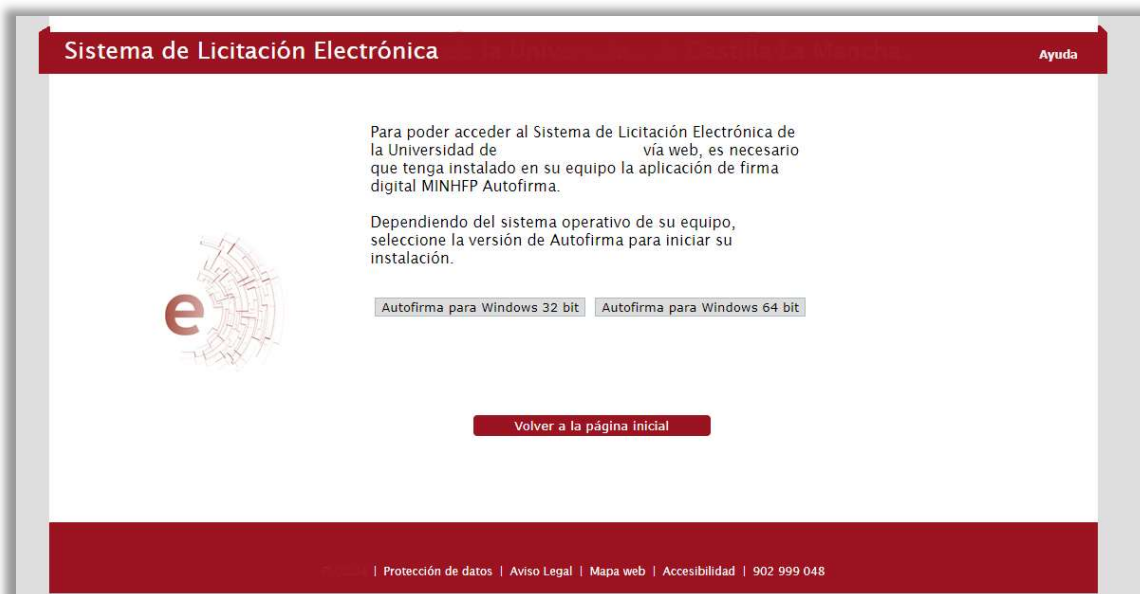 Sistema de Licitación Electrónica
Ayuda
Para poder acceder al Sistema de Licitación Electrónica de
la Universidad de vía web, es necesario
que tenga instalado en su equipo la aplicación de firma
digital MINHFP Autofirma.
Dependiendo del sistema operativo de su equipo,
seleccione la versión de Autofirma para iniciar su
instalación.
e
Autofirma para Windows 32 bit
Autofirma para Windows 64 bit
Volver a la página inicial
| Protección de datos | Aviso Legal | Mapa web | Accesibilidad | 902 999 048